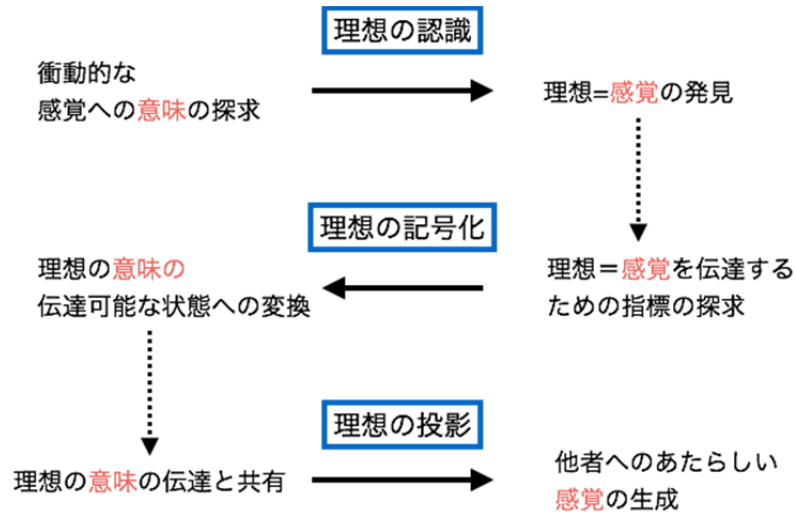 理想の認識
衝動的な
感覚への意味の探求
理想=感覚の発見
理想の記号化
理想の意味の
伝達可能な状態への変換
理想＝感覚を伝達する
ための指標の探求
理想の投影
理想の意味の伝達と共有
他者へのあたらしい
感覚の生成